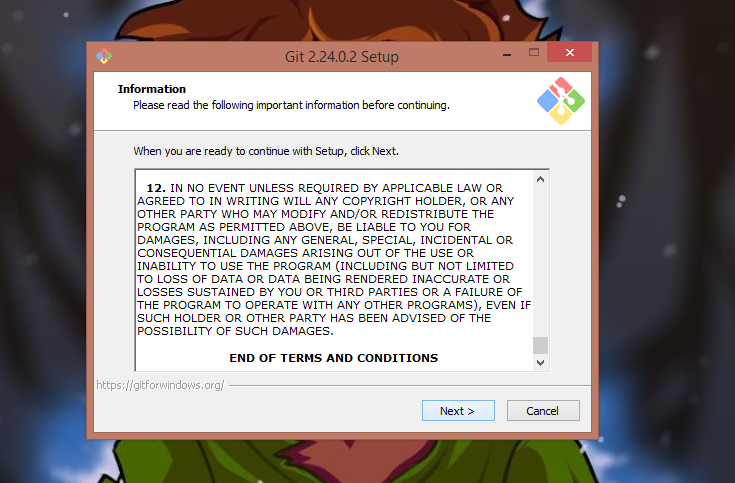 Git 2.24.0.2 Setup
Information
Please read the following important information before continuing.
When you are ready to continue with Setup, click Next.
12. IN NO EVENT UNLESS REQUIRED BY APPLICABLE LAW OR
AGREED TO IN WRITING WILL ANY COPYRIGHT HOLDER, OR ANY
OTHER PARTY WHO MAY MODIFY AND/OR REDISTRIBUTE THE
PROGRAM AS PERMITTED ABOVE, BE LIABLE TO YOU FOR
DAMAGES, INCLUDING ANY GENERAL, SPECIAL, INCIDENTAL OR
CONSEQUENTIAL DAMAGES ARISING OUT OF THE USE OR
INABILITY TO USE THE PROGRAM (INCLUDING BUT NOT LIMITED
TO LOSS OF DATA OR DATA BEING RENDERED INACCURATE OR
LOSSES SUSTAINED BY YOU OR THIRD PARTIES OR A FAILURE OF
THE PROGRAM TO OPERATE WITH ANY OTHER PROGRAMS), EVEN IF
SUCH HOLDER OR OTHER PARTY HAS BEEN ADVISED OF THE
POSSIBILITY OF SUCH DAMAGES.
END OF TERMS AND CONDITIONS
https://gitforwindows.org/
Next >
Cancel